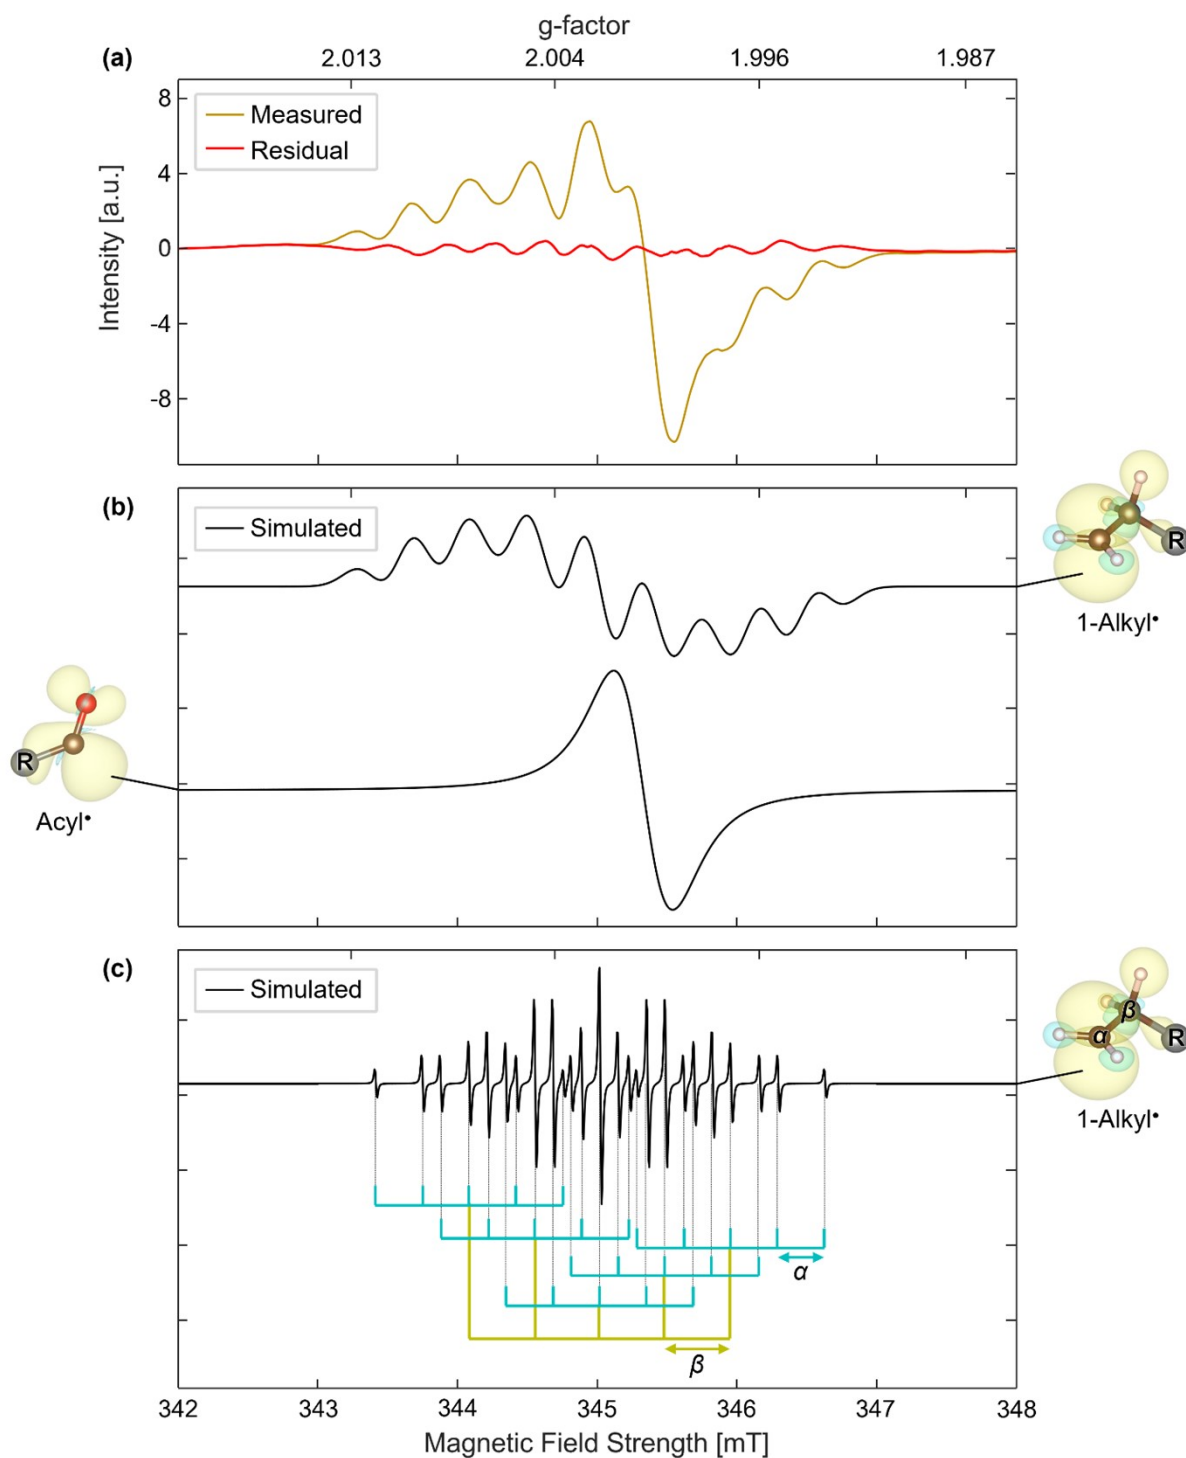 g-factor
(a)
2.013 2.004 1.996 1.987
8
4
0
-4
-8
Intensity [a.u.]
Measured
Residual
(b)
Simulated
R
1-Alkyl•
R
Acyl•
(c)
Simulated
β
α
R
1-Alkyl•
α
β
342 343 344 345 346 347 348
Magnetic Field Strength [mT]